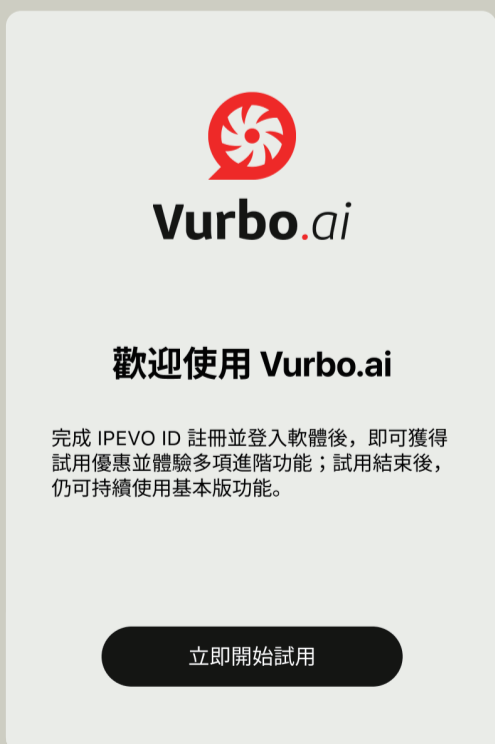 Vurbo.ai
歡迎使用 Vurbo.ai
完成 IPEVO ID 註冊並登入軟體後，即可獲得
試用優惠並體驗多項進階功能；試用結束後，
仍可持續使用基本版功能。
立即開始試用